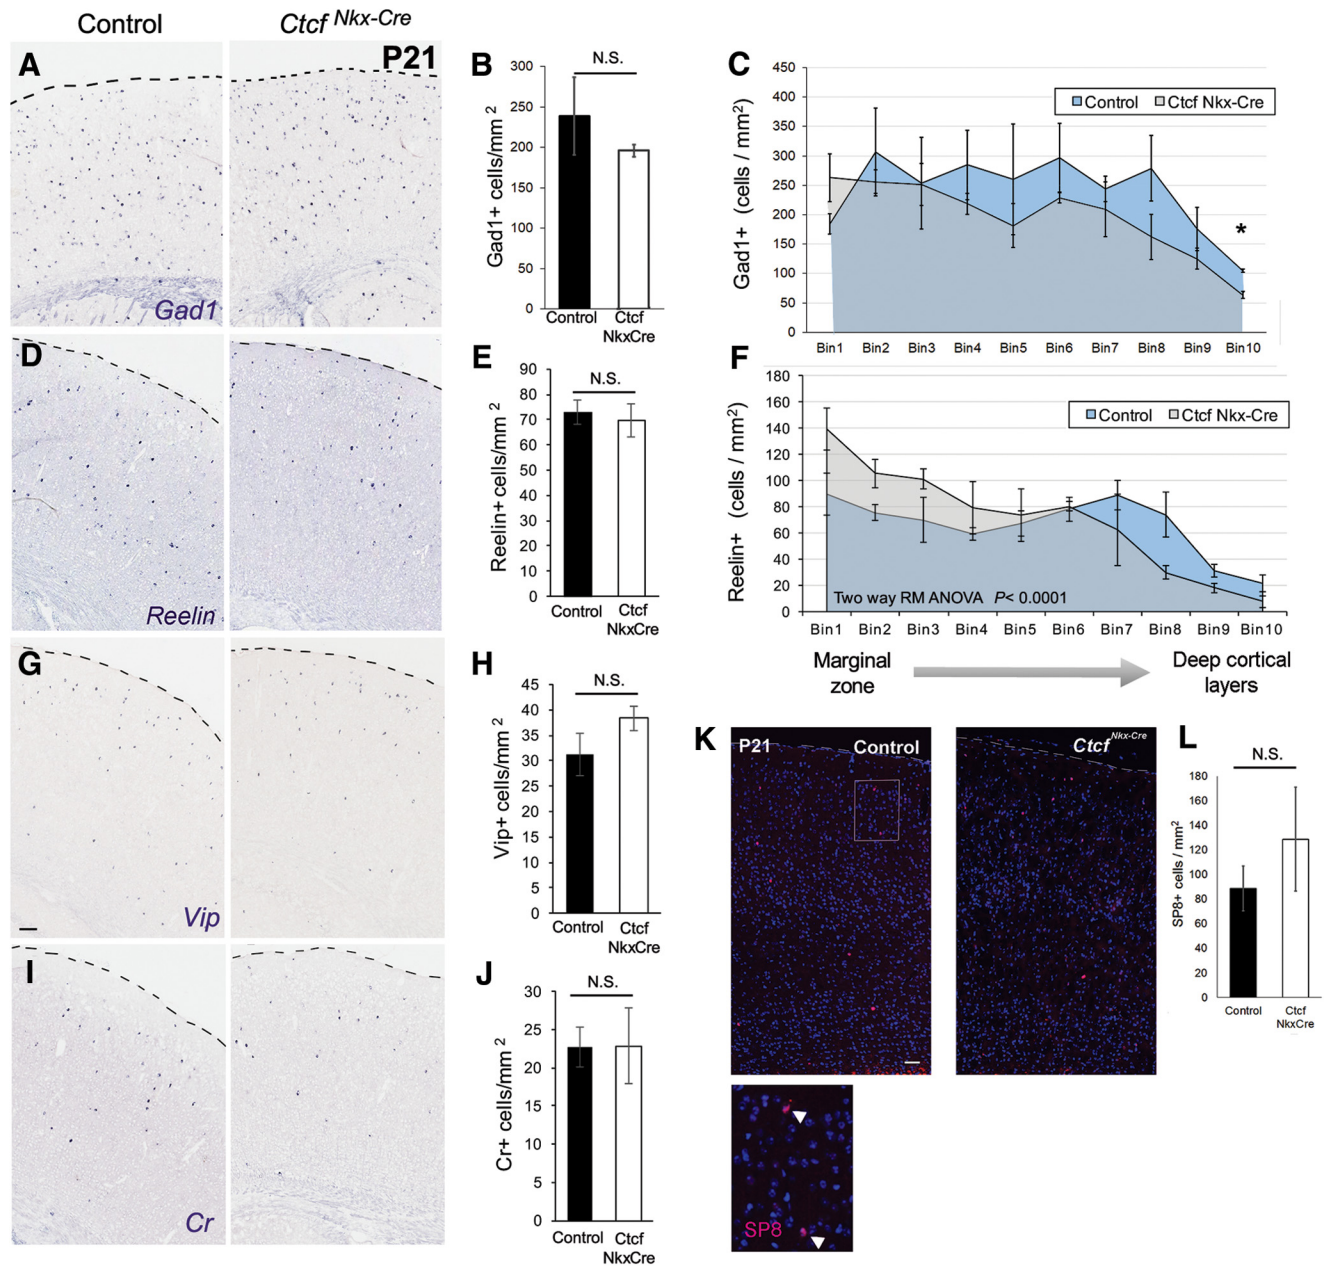 Control
Ctcf Nkx-Cre
A
P21
Gad1
B
N.S.
300
250
200
150
100
50
0
Gad1+ cells/mm 2
Control
Ctcf
NkxCre
C
450
400
350
300
250
200
150
100
50
0
Gad1+ (cells / mm2)
Control
Ctcf Nkx-Cre
*
Bin1 Bin2 Bin3 Bin4 Bin5 Bin6 Bin7 Bin8 Bin9 Bin10
D
Reelin
E
N.S.
90
80
70
60
50
40
30
20
10
0
Reelin+ cells/mm 2
Control
Ctcf
NkxCre
F
180
160
140
120
100
80
60
40
20
0
Reelin+ (cells / mm2)
Control
Ctcf Nkx-Cre
Two way RM ANOVA P< 0.0001
Bin1 Bin2 Bin3 Bin4 Bin5 Bin6 Bin7 Bin8 Bin9 Bin10
Marginal
zone
Deep cortical
layers
G
Vip
H
N.S.
45
40
35
30
25
20
15
10
5
0
Vip+ cells/mm 2
Control
Ctcf
NkxCre
I
Cr
J
N.S.
30
25
20
15
10
5
0
Cr+ cells/mm 2
Control
Ctcf
NkxCre
K
P21
Control
Ctcf Nkx-Cre
SP8
L
N.S.
180
160
140
120
100
80
60
40
20
0
SP8+ cells / mm2
Control
Ctcf
NkxCre